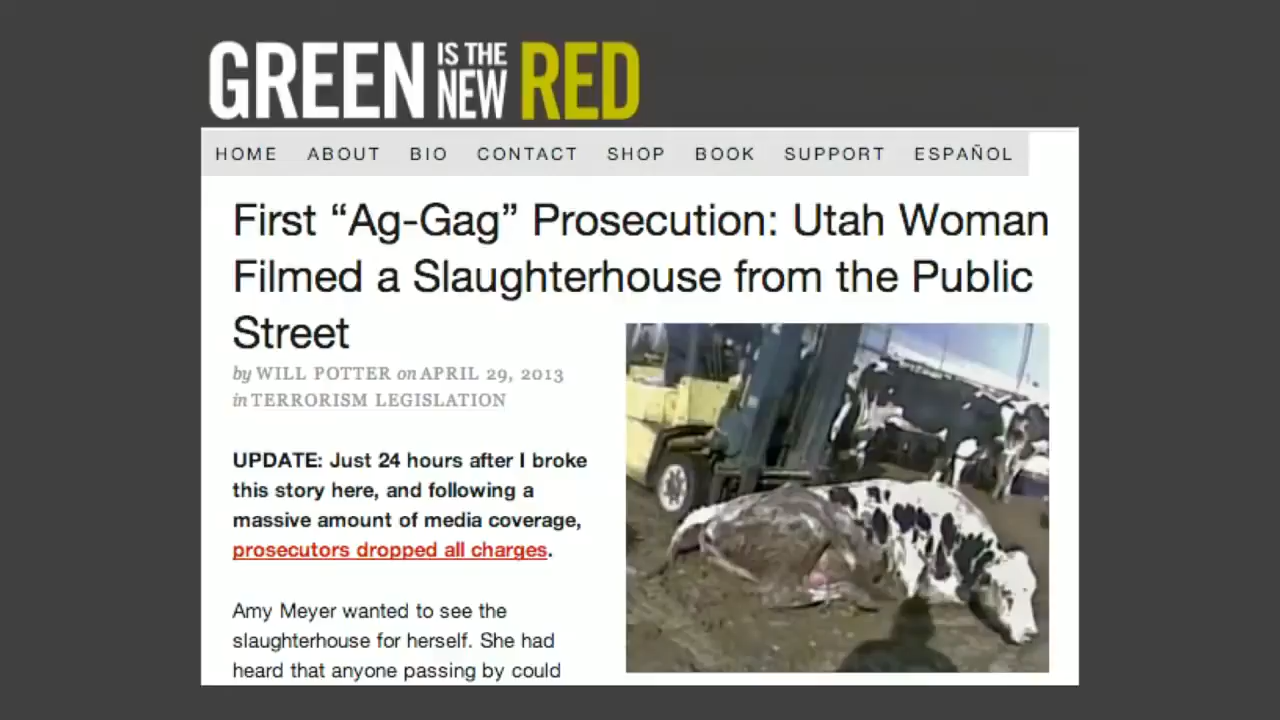 GREEN IS THE NEW RED
HOME ABOUT BIO CONTACT SHOP BOOK SUPPORT ESPAÑOL
First “Ag-Gag” Prosecution: Utah Woman
Filmed a Slaughterhouse from the Public
Street
by WILL POTTER on APRIL 29, 2013
in TERRORISM LEGISLATION
UPDATE: Just 24 hours after I broke
this story here, and following a
massive amount of media coverage,
prosecutors dropped all charges.
Amy Meyer wanted to see the
slaughterhouse for herself. She had
heard that anyone passing by could